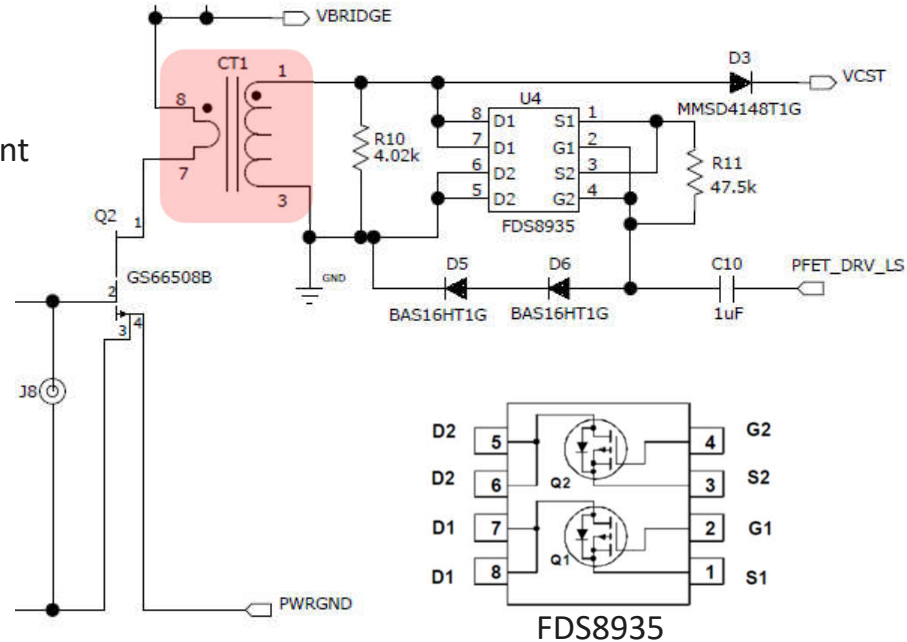 VBRIDGE
CT1
D3
1
VCST
8
U4
MMSD4148T1G
nt
R10
4.02k
8 D1 S1 1
7 D1 G1 2
6 D2 S2 3
5 D2 G2 4
R11
47.5k
7
3
FDS8935
Q2
1
GND
D5
D6
C10
PFET_DRV_LS
GS66508B
2
BAS16HT1G
BAS16HT1G
1uF
3
4
J8
D2 5 4 G2
D2 6 Q2 3 S2
D1 7 2 G1
D1 8 Q1 1 S1
PWRGND
FDS8935